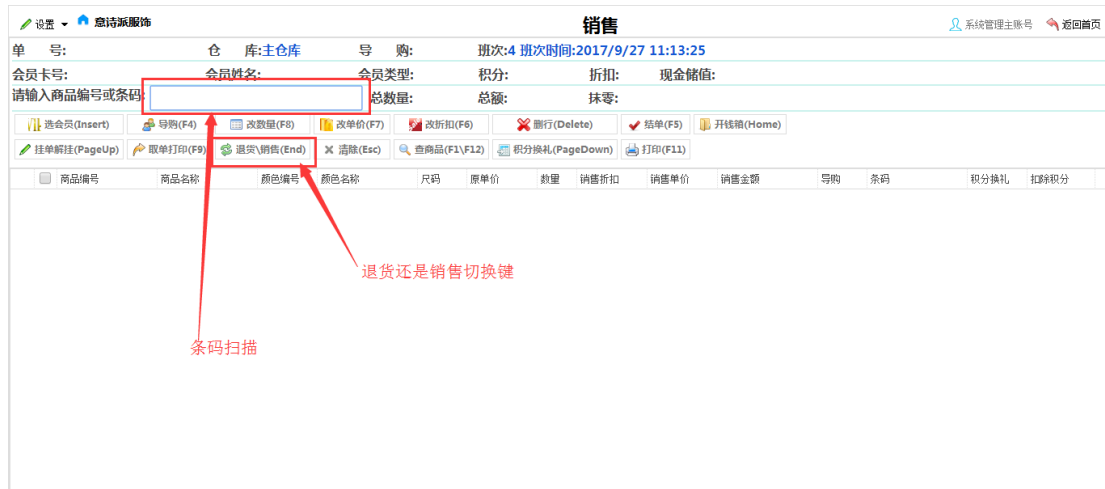 设置 意诗派服饰 销售 系统管理主账号 返回首页
单 号: 仓 库:主仓库 导 购: 班次:4 班次时间:2017/9/27 11:13:25
会员卡号: 会员姓名: 会员类型: 积分: 折扣: 现金储值:
请输入商品编号或条码: 总数量: 总额: 抹零:
选会员(Insert) 导购(F4) 改数量(F8) 改单价(F7) 改折扣(F6) 删行(Delete) 结单(F5) 开钱箱(Home)
挂单解挂(PageUp) 取单打印(F9) 退货\销售(End) 清除(Esc) 查商品(F1\F12) 积分换礼(PageDown) 打印(F11)
商品编号 商品名称 颜色编号 颜色名称 尺码 原单价 数量 销售折扣 销售单价 销售金额 导购 条码 积分换礼 扣除积分
退货还是销售切换键
条码扫描